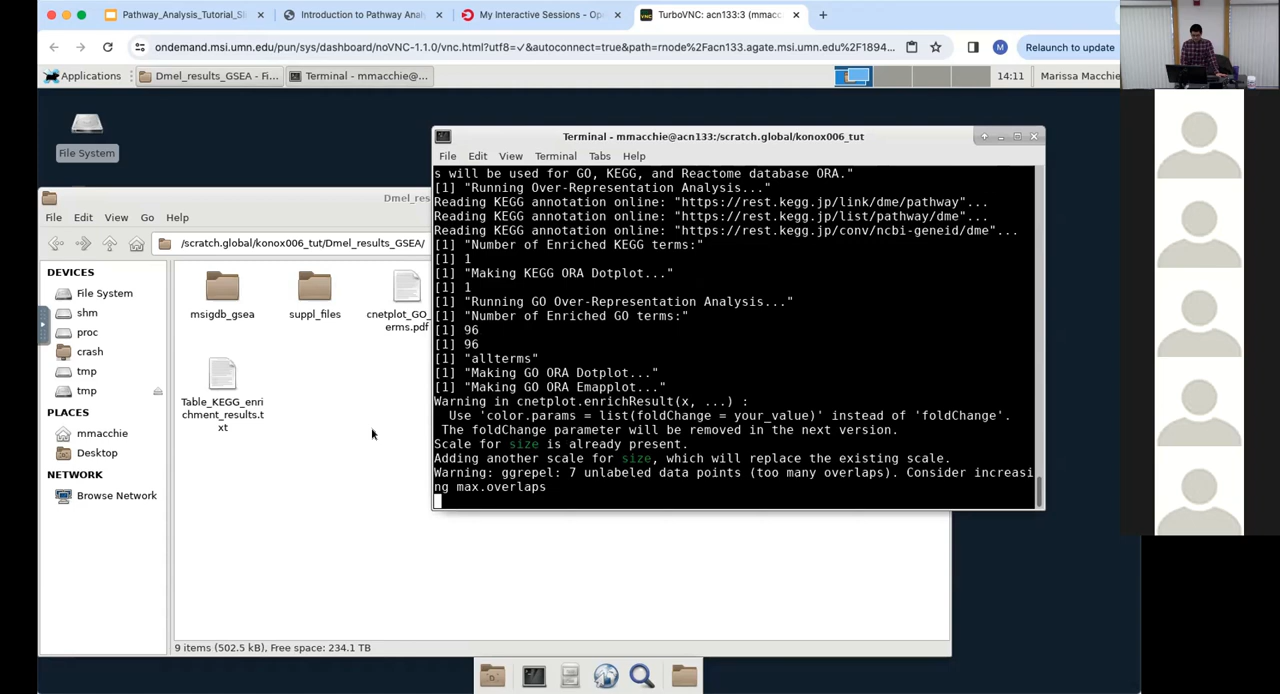 Pathway_Analysis_Tutorial_Sl
Introduction to Pathway Anal
My Interactive Sessions - Ope
TurboVNC: acn133:3 (mmacc
ondemand.msi.umn.edu/pun/sys/dashboard/noVNC-1.1.0/vnc.html?utf8=✓&autoconnect=true&path=rnode%2Facn133.agate.msi.umn.edu%2F1894...
M
Relaunch to update
Applications
Dmel_results_GSEA - Fi...
Terminal - mmacchie@...
14:11
Marissa Macchie
File System
Dmel_res
File Edit View Go Help
/scratch.global/konox006_tut/Dmel_results_GSEA/
DEVICES
File System
shm
proc
crash
tmp
tmp
PLACES
mmacchie
Desktop
NETWORK
Browse Network
msigdb_gsea
suppl_files
cnetplot_GO_
erms.pdf
Table_KEGG_enri
chment_results.t
xt
9 items (502.5 kB), Free space: 234.1 TB
Terminal - mmacchie@acn133:/scratch.global/konox006_tut
File Edit View Terminal Tabs Help
s will be used for GO, KEGG, and Reactome database ORA."
[1] "Running Over-Representation Analysis..."
Reading KEGG annotation online: "https://rest.kegg.jp/link/dme/pathway"...
Reading KEGG annotation online: "https://rest.kegg.jp/list/pathway/dme"...
Reading KEGG annotation online: "https://rest.kegg.jp/conv/ncbi-geneid/dme"...
[1] "Number of Enriched KEGG terms:"
[1] 1
[1] "Making KEGG ORA Dotplot..."
[1] 1
[1] "Running GO Over-Representation Analysis..."
[1] "Number of Enriched GO terms:"
[1] 96
[1] 96
[1] "allterms"
[1] "Making GO ORA Dotplot..."
[1] "Making GO ORA Emapplot..."
Warning in cnetplot.enrichResult(x, ...) :
Use 'color.params = list(foldChange = your_value)' instead of 'foldChange'.
The foldChange parameter will be removed in the next version.
Scale for size is already present.
Adding another scale for size, which will replace the existing scale.
Warning: ggrepel: 7 unlabeled data points (too many overlaps). Consider increasi
ng max.overlaps